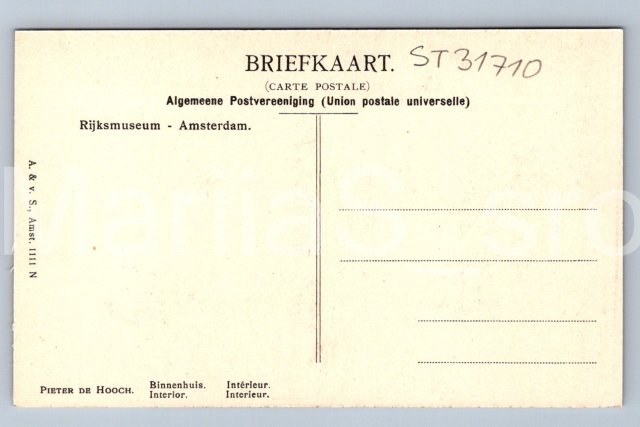 BRIEFKAART.
ST31710
(CARTE POSTALE)
Algemeene Postvereeniging (Union postale universelle)
Rijksmuseum - Amsterdam.
A. & v. S., Amst. 1111 N
PIETER DE HOOCH. Binnenhuis. Intérieur.
Interior. Interieur.